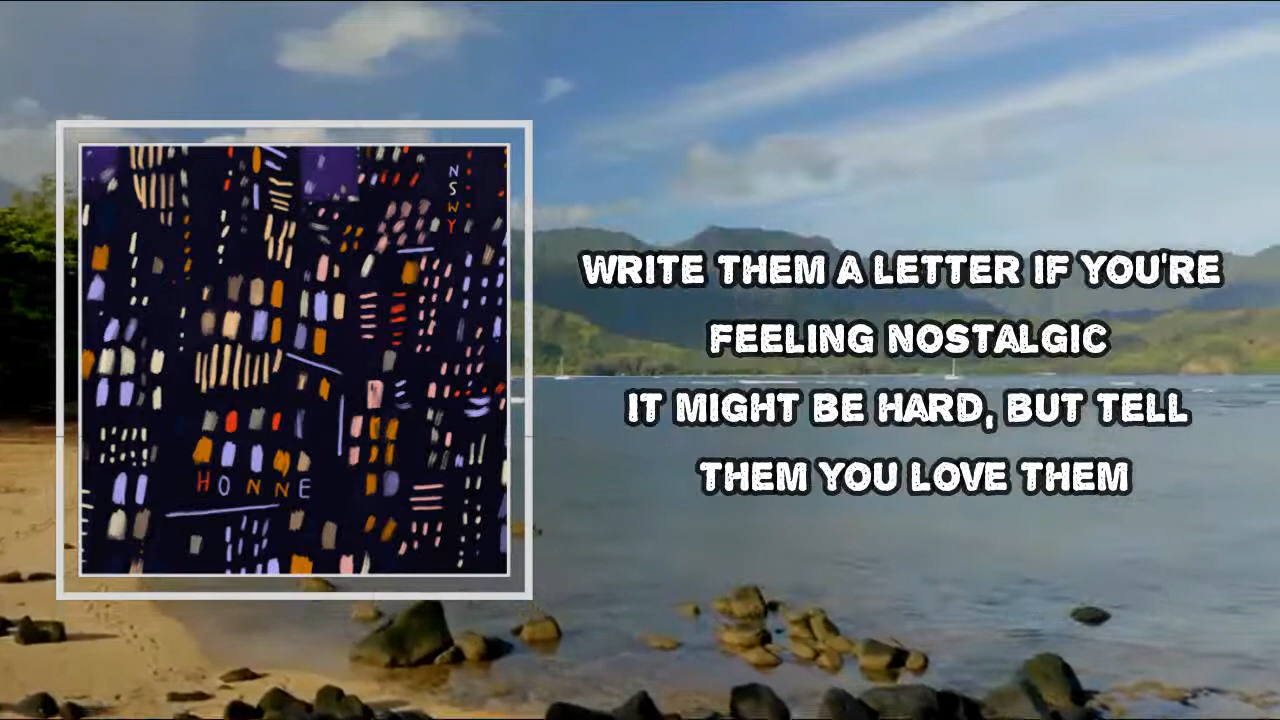 NSWY
HONNE
WRITE THEM A LETTER IF YOU'RE
FEELING NOSTALGIC
IT MIGHT BE HARD, BUT TELL
THEM YOU LOVE THEM